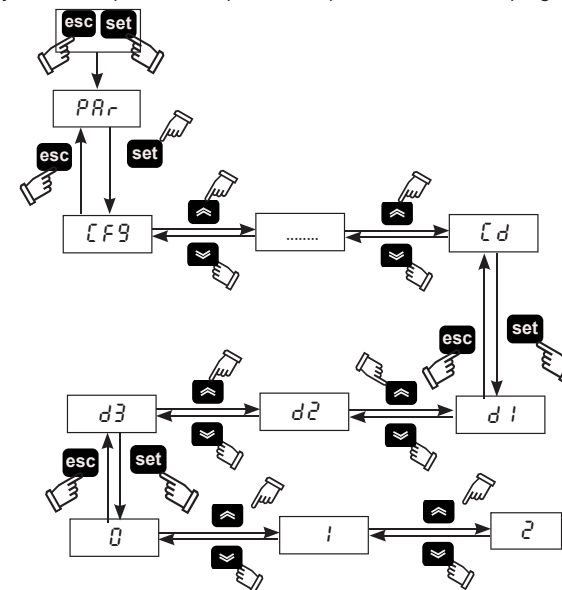 esc set
PAr
esc set
CF9 ........ Cd
esc set
d3 d2 d1
esc set
0 1 2